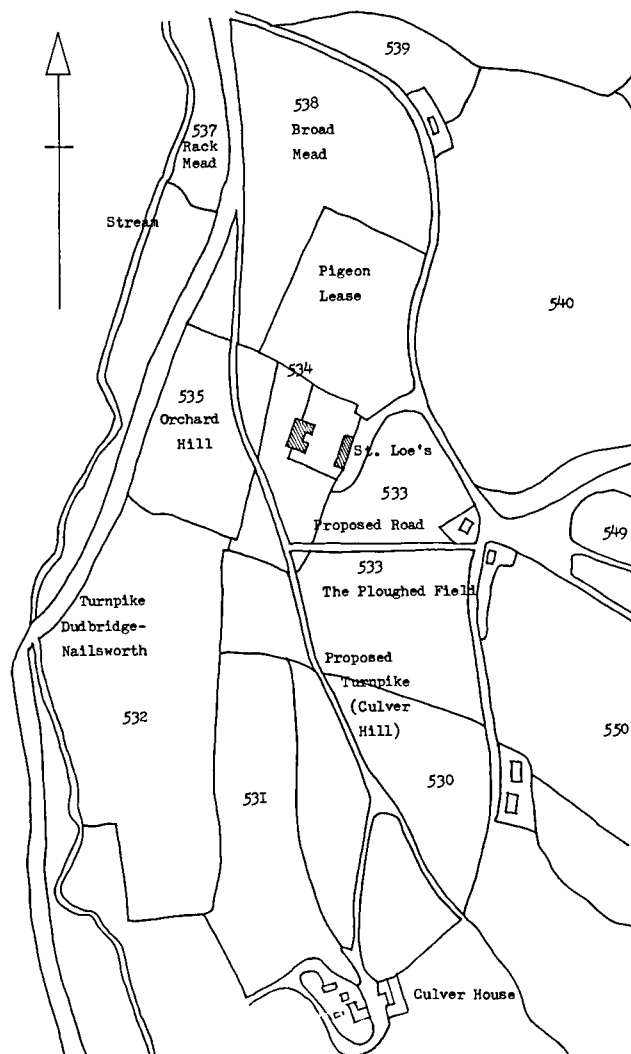 539
538
Broad
Mead
537
Rack
Mead
Stream
Pigeon
Lease
540
534
535
Orchard
Hill
St. Loe's
533
Proposed Road
549
533
The Ploughed Field
Turnpike
Dudbridge-
Nailsworth
Proposed
Turnpike
(Culver
Hill)
532
550
530
531
Culver House